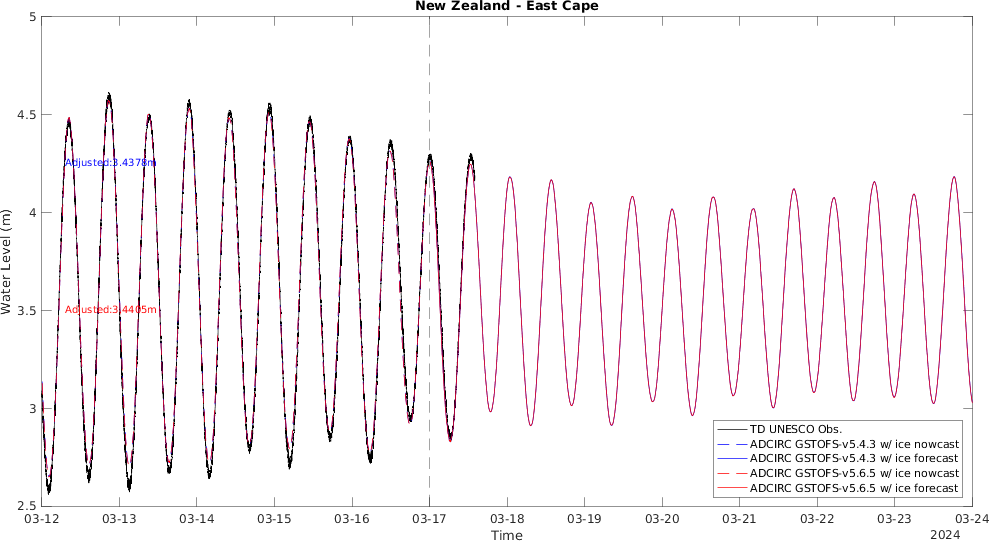 New Zealand - East Cape
5
4.5
4
3.5
3
2.5
Water Level (m)
Adjusted:3.4378m
Adjusted:3.4405m
TD UNESCO Obs.
ADCIRC GSTOFS-v5.4.3 w/ ice nowcast
ADCIRC GSTOFS-v5.4.3 w/ ice forecast
ADCIRC GSTOFS-v5.6.5 w/ ice nowcast
ADCIRC GSTOFS-v5.6.5 w/ ice forecast
03-12 03-13 03-14 03-15 03-16 03-17 03-18 03-19 03-20 03-21 03-22 03-23 03-24
Time
2024